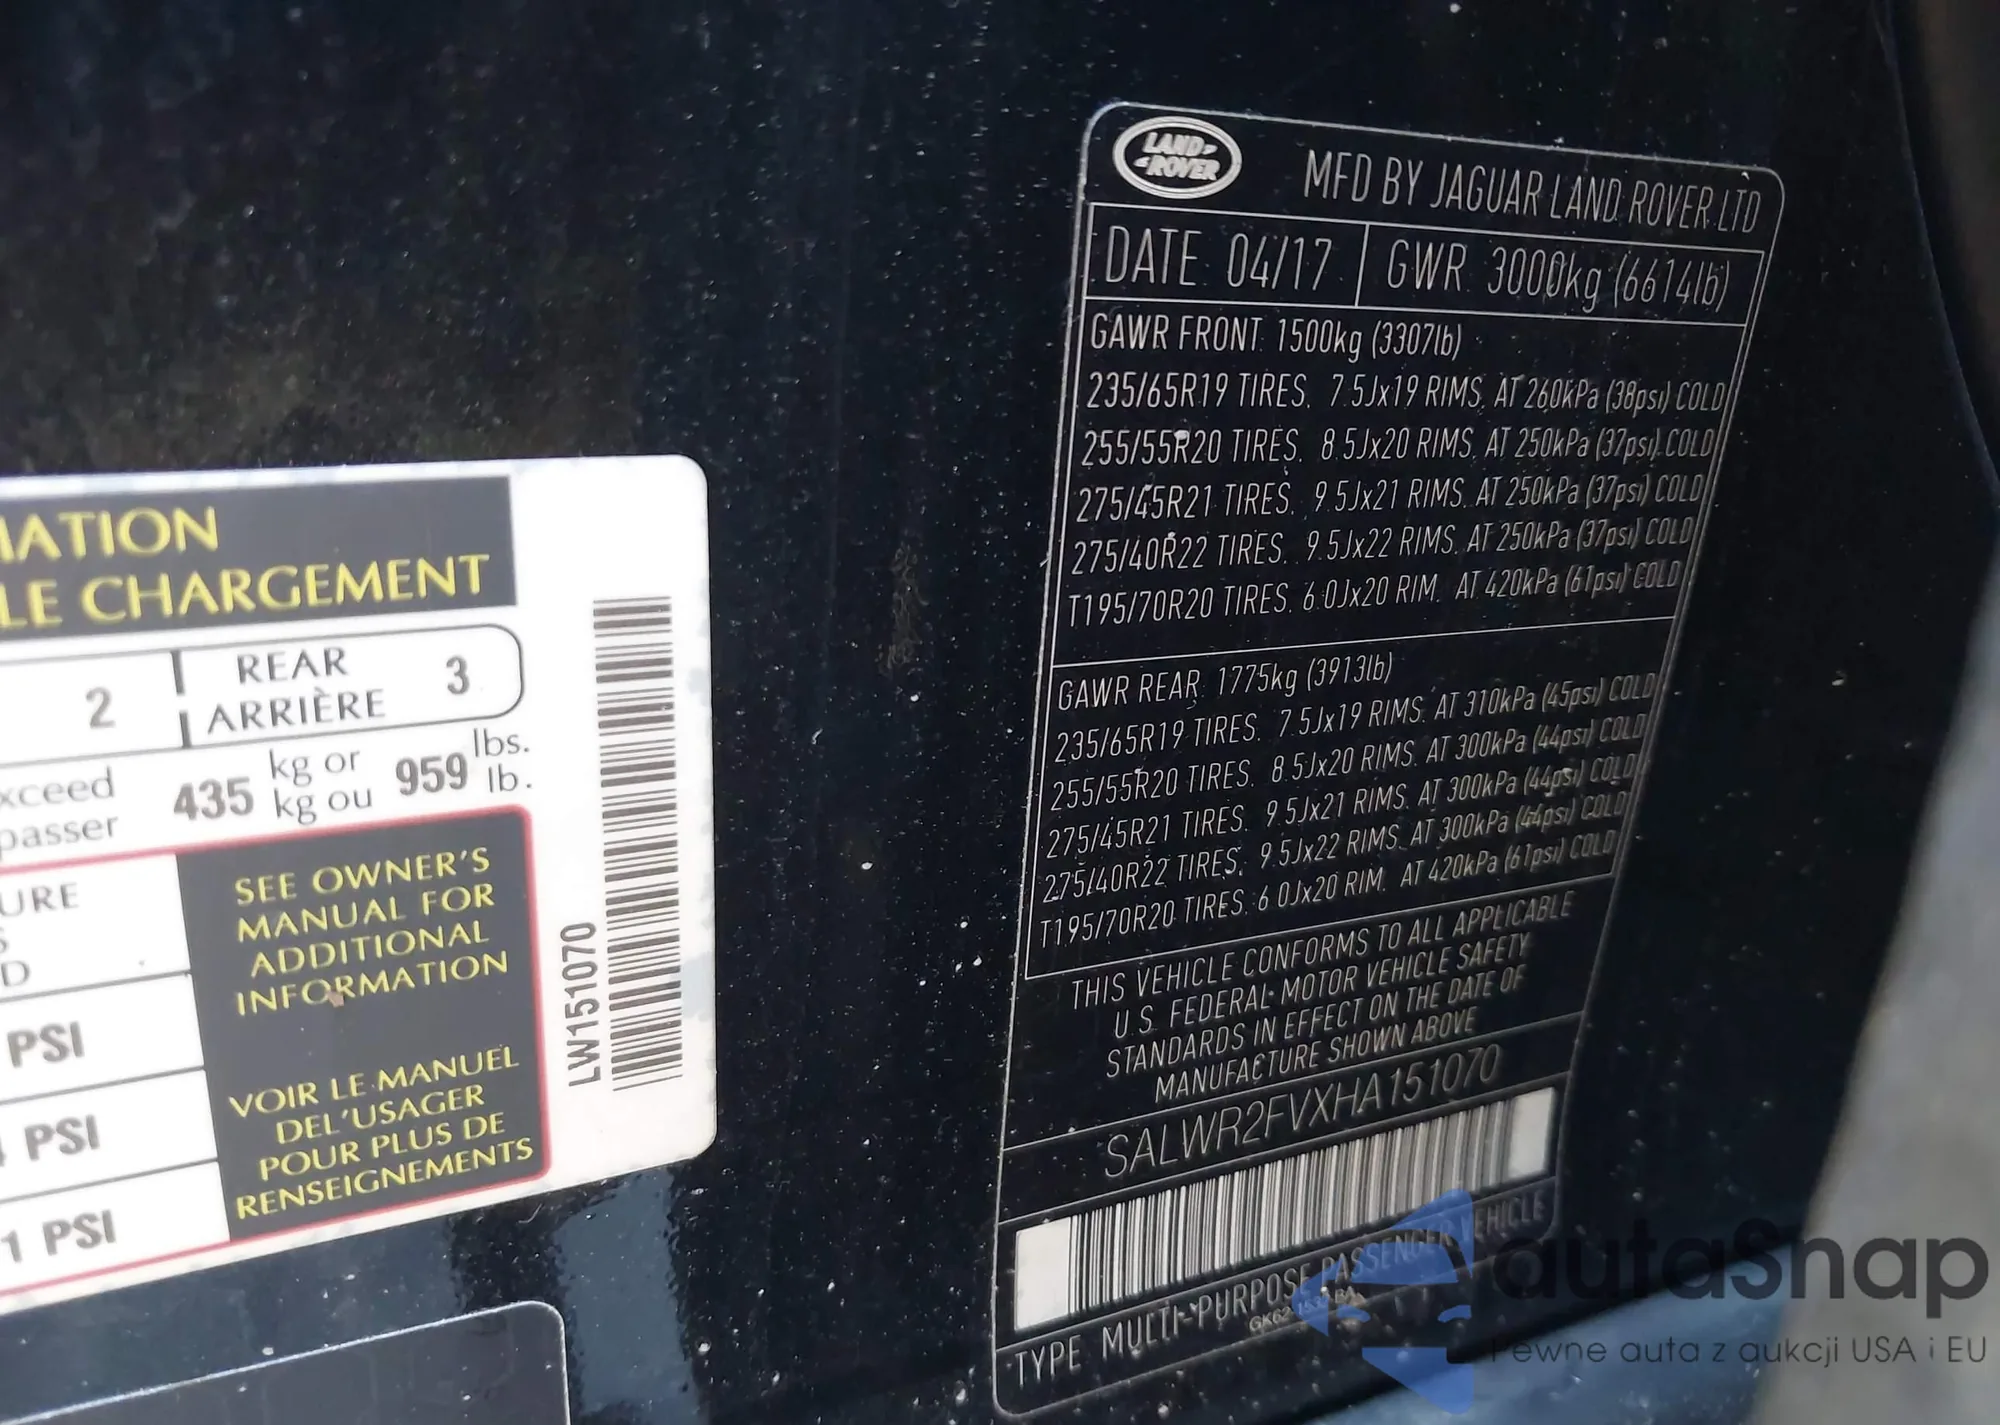 MATION
LE CHARGEMENT
2
REAR
ARRIÈRE
3
xceed
passer
435
kg or
kg ou
959
lbs.
lb.
URE
S
D
PSI
PSI
1 PSI
SEE OWNER'S
MANUAL FOR
ADDITIONAL
INFORMATION
VOIR LE MANUEL
DEL'USAGER
POUR PLUS DE
RENSEIGNEMENTS
LW151070
LAND
ROVER
MFD BY JAGUAR LAND ROVER LTD
DATE 04/17
GWR 3000kg (6614lb)
GAWR FRONT 1500kg (3307lb)
235/65R19 TIRES. 7.5Jx19 RIMS. AT 260kPa (38psi) COLD
255/55R20 TIRES. 8.5Jx20 RIMS. AT 250kPa (37psi) COLD
275/45R21 TIRES. 9.5Jx21 RIMS. AT 250kPa (37psi) COLD
275/40R22 TIRES. 9.5Jx22 RIMS. AT 250kPa (37psi) COLD
T195/70R20 TIRES. 6.0Jx20 RIM. AT 420kPa (61psi) COLD
GAWR REAR 1775kg (3913lb)
235/65R19 TIRES. 7.5Jx19 RIMS. AT 310kPa (45psi) COLD
255/55R20 TIRES. 8.5Jx20 RIMS. AT 300kPa (44psi) COLD
275/45R21 TIRES. 9.5Jx21 RIMS. AT 300kPa (44psi) COLD
275/40R22 TIRES. 9.5Jx22 RIMS. AT 300kPa (44psi) COLD
T195/70R20 TIRES. 6.0Jx20 RIM. AT 420kPa (61psi) COLD
THIS VEHICLE CONFORMS TO ALL APPLICABLE
U.S. FEDERAL MOTOR VEHICLE SAFETY
STANDARDS IN EFFECT ON THE DATE OF
MANUFACTURE SHOWN ABOVE
SALWR2FVXHA151070
TYPE MULTI-PURPOSE PASSENGER VEHICLE
autaSnap
Pewne auta z aukcji USA i EU